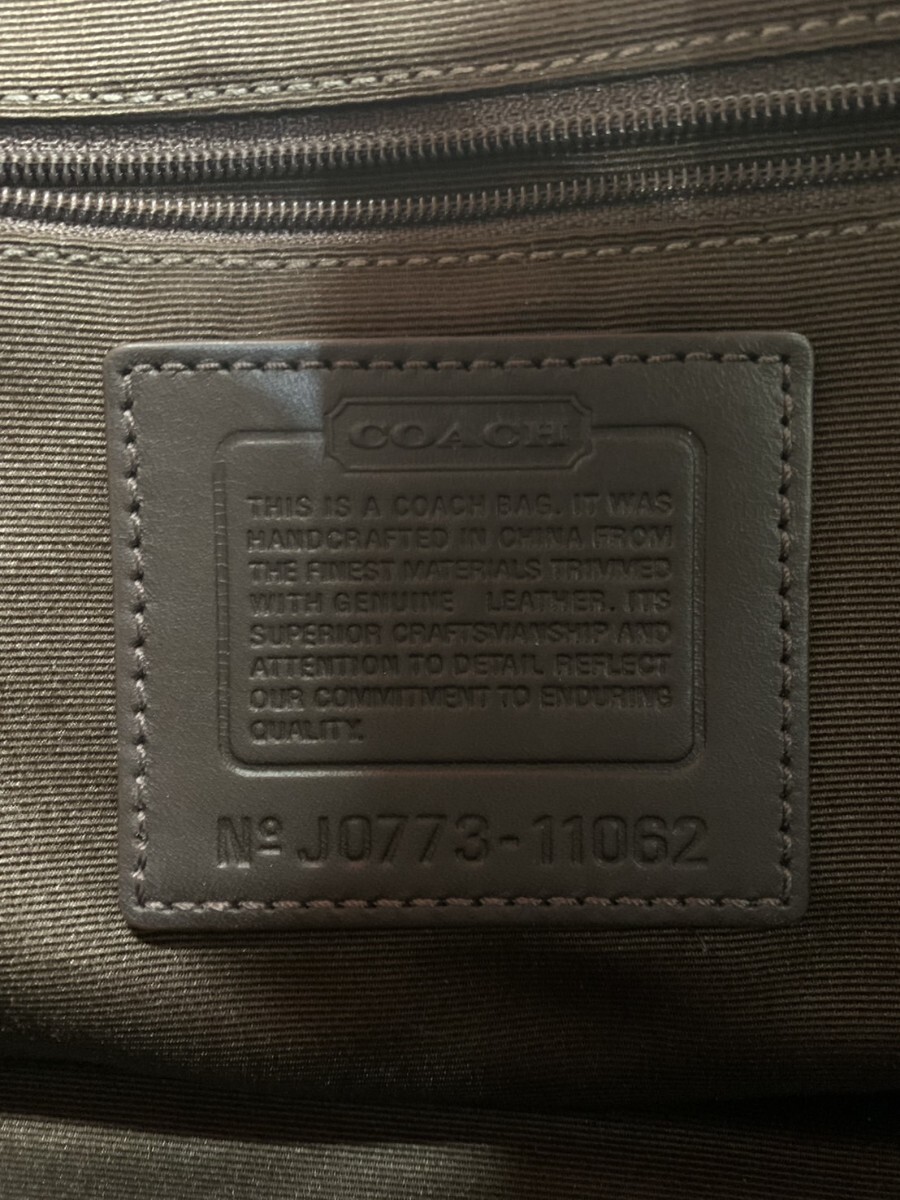 COACH
THIS IS A COACH BAG. IT WAS
HANDCRAFTED IN CHINA FROM
THE FINEST MATERIALS TRIMMED
WITH GENUINE LEATHER. ITS
SUPERIOR CRAFTSMANSHIP AND
ATTENTION TO DETAIL REFLECT
OUR COMMITMENT TO ENDURING
QUALITY.
Nº J0773-11062